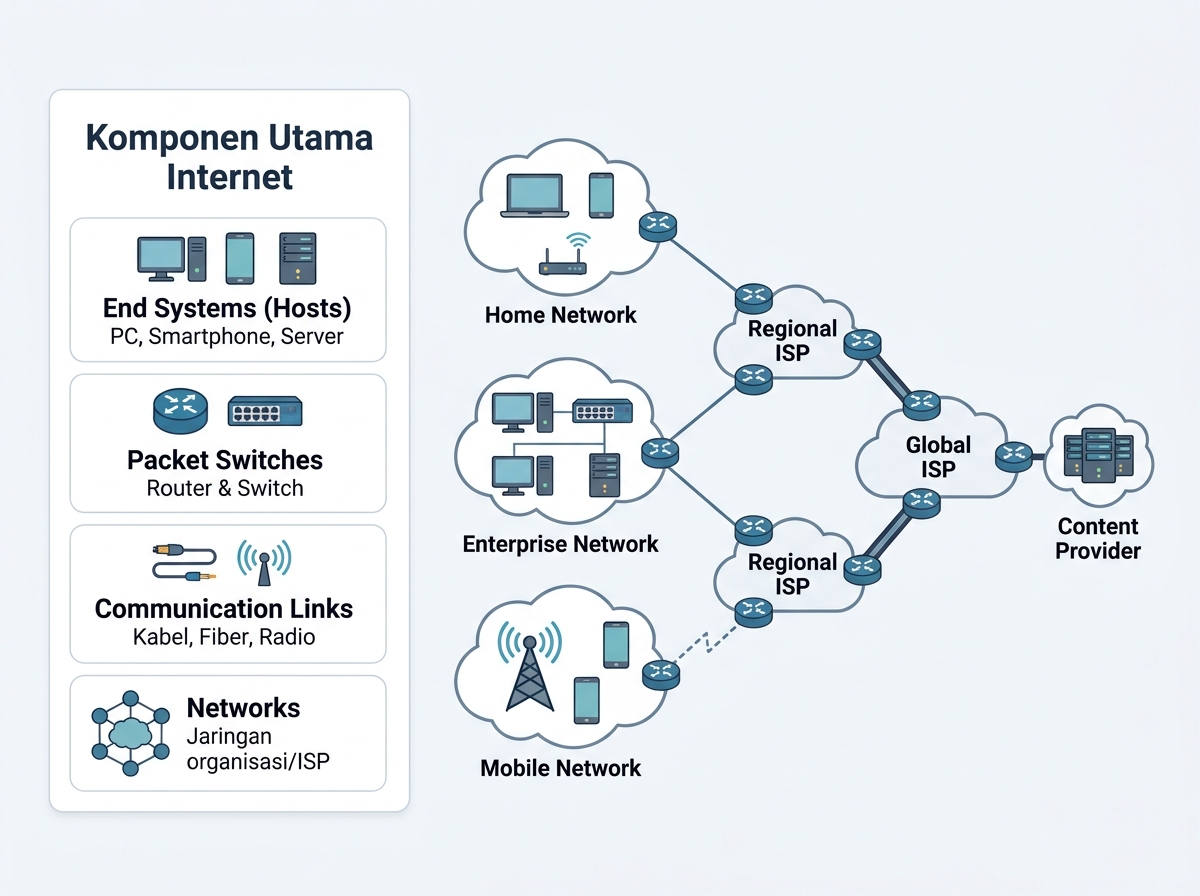 Komponen Utama
Internet
End Systems (Hosts)
PC, Smartphone, Server
Packet Switches
Router & Switch
Communication Links
Kabel, Fiber, Radio
Networks
Jaringan
organisasi/ISP
Home Network
Enterprise Network
Mobile Network
Regional
ISP
Regional
ISP
Global
ISP
Content
Provider